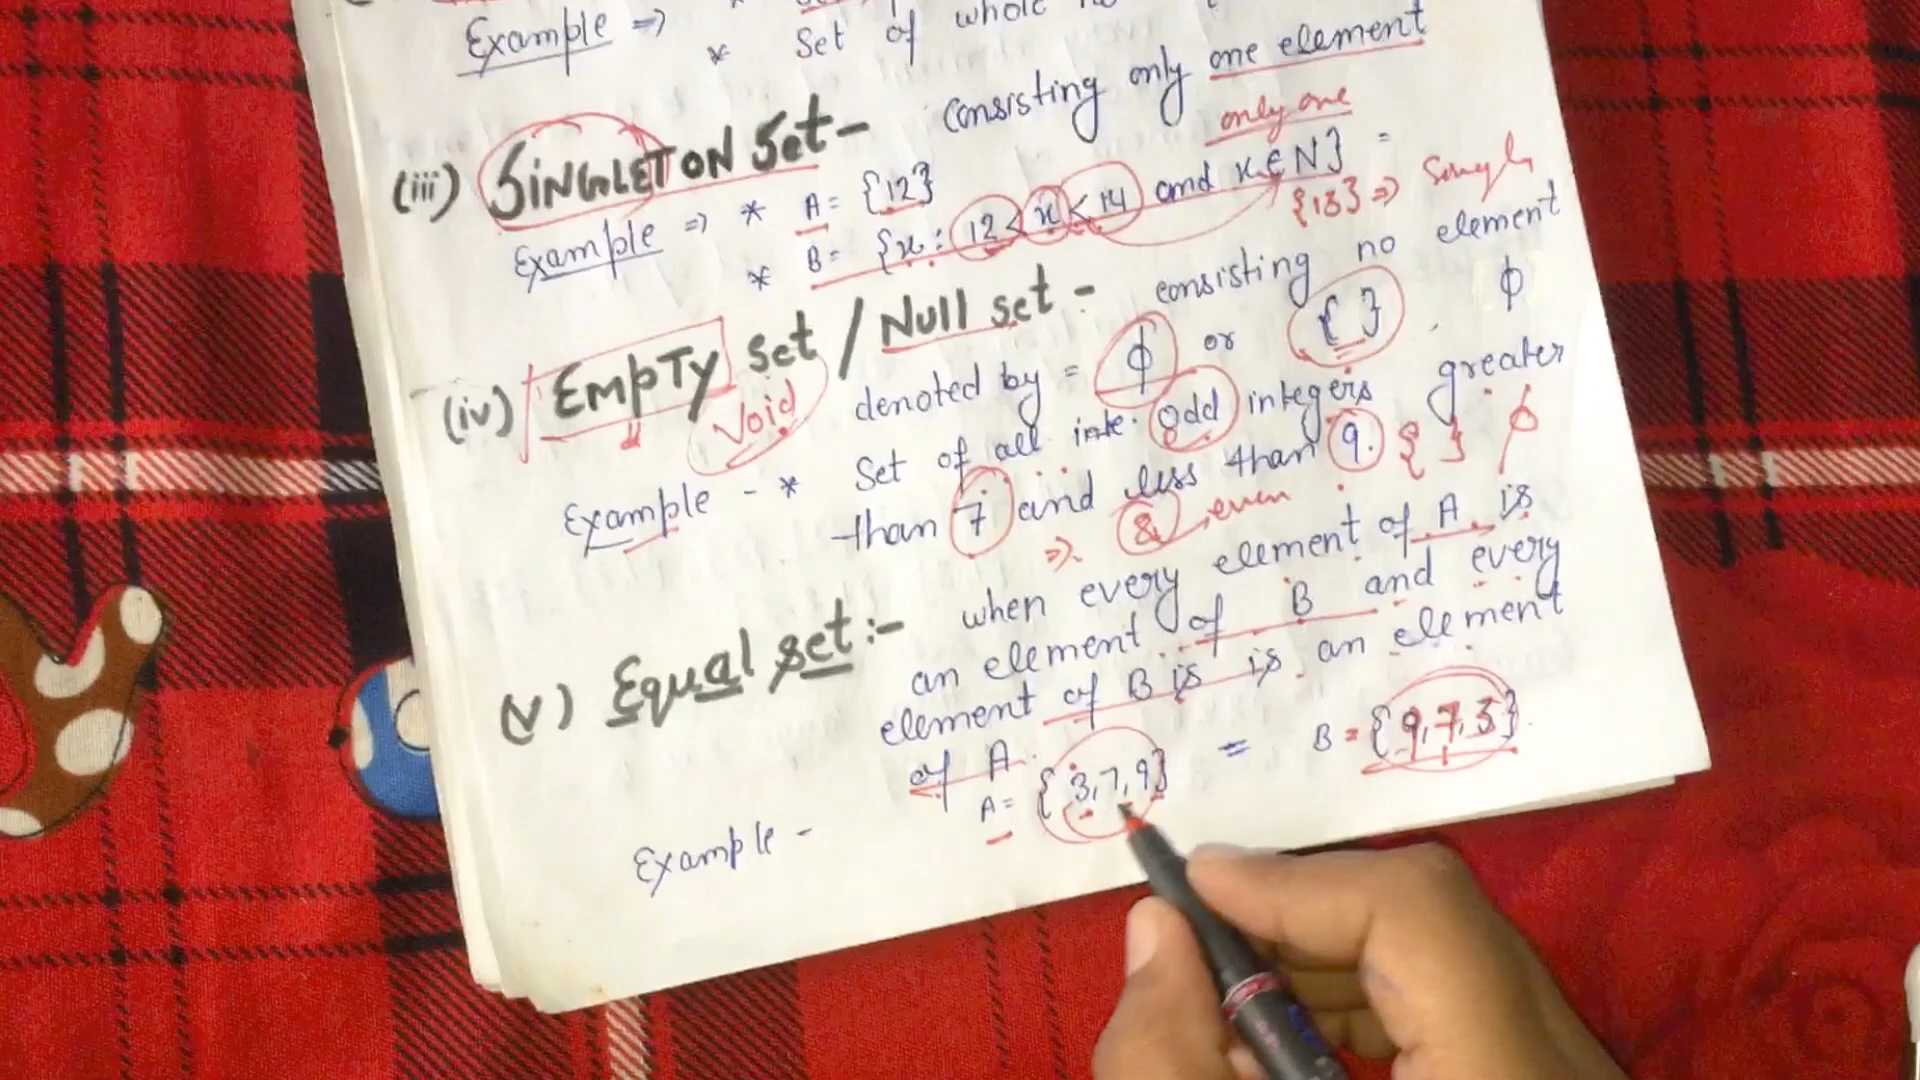 Example => *
* Set of whole
(iii) SINGLETON Set - consisting only one element
only one
Example => * A = {12}
* B = {x : 12 < x < 14 and x ∈ N} =
{13} =>
(iv) EMPTY Set / Null set - consisting no element
Void
denoted by = ϕ or { } . ϕ
Example - * Set of all odd integers greater
than 7 and less than 9. { } ϕ
=> 8 even
(v) Equal set :- when every element of A is
an element of B and every
element of B is is an element
of A.
Example - A = {3,7,9} = B = {9,7,3}.